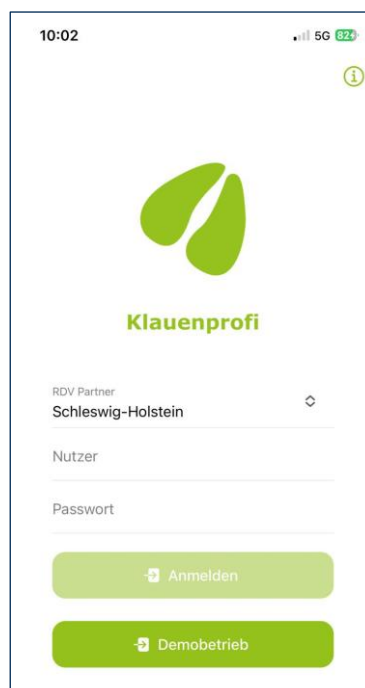 10:02 5G 82
Klauenprofi
RDV Partner
Schleswig-Holstein
Nutzer
Passwort
Anmelden
Demobetrieb